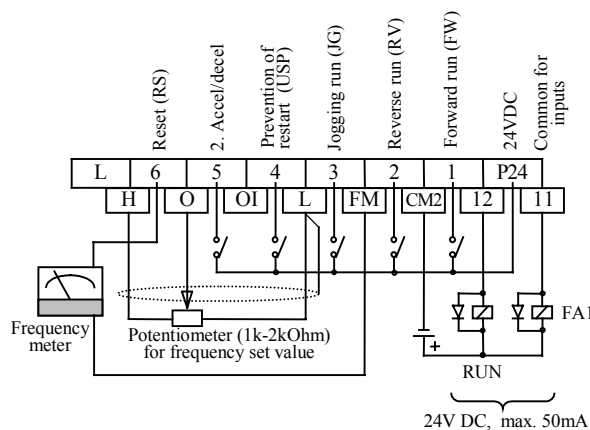 Reset (RS)
2. Accel/decel
Prevention of
restart (USP)
Jogging run (JG)
Reverse run (RV)
Forward run (FW)
24VDC
Common for
inputs
L 6 5 4 3 2 1 P24
H O OI L FM CM2 12 11
Frequency
meter
Potentiometer (1k-2kOhm)
for frequency set value
+
FA1
RUN
24V DC, max. 50mA